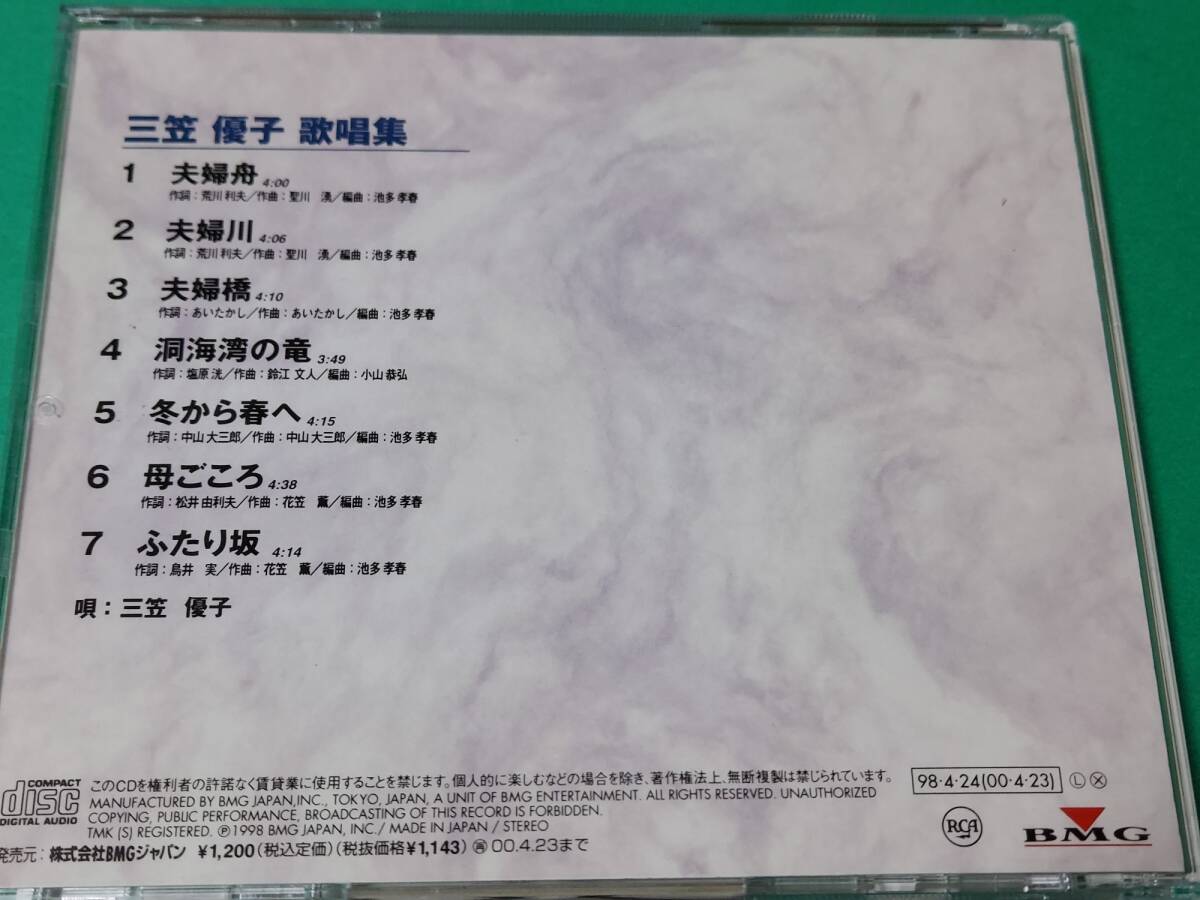 三笠 優子 歌唱集
1 夫婦舟 4:00
作詞：荒川 利夫／作曲：聖川 湧／編曲：池多 孝春
2 夫婦川 4:06
作詞：荒川 利夫／作曲：聖川 湧／編曲：池多 孝春
3 夫婦橋 4:10
作詞：あいたかし／作曲：あいたかし／編曲：池多 孝春
4 洞海湾の竜 3:49
作詞：塩原 洸／作曲：鈴江 文人／編曲：小山 恭弘
5 冬から春へ 4:15
作詞：中山 大三郎／作曲：中山 大三郎／編曲：池多 孝春
6 母ごころ 4:38
作詞：松井 由利夫／作曲：花笠 薫／編曲：池多 孝春
7 ふたり坂 4:14
作詞：鳥井 実／作曲：花笠 薫／編曲：池多 孝春
唄：三笠 優子
COMPACT
disc
DIGITAL AUDIO
このCDを権利者の許諾なく賃貸業に使用することを禁じます。個人的に楽しむなどの場合を除き、著作権法上、無断複製は禁じられています。
98・4・24(00・4・23) Ⓛ Ⓧ
MANUFACTURED BY BMG JAPAN,INC., TOKYO, JAPAN, A UNIT OF BMG ENTERTAINMENT. ALL RIGHTS RESERVED. UNAUTHORIZED
COPYING, PUBLIC PERFORMANCE, BROADCASTING OF THIS RECORD IS FORBIDDEN.
TMK (S) REGISTERED. ℗1998 BMG JAPAN, INC./ MADE IN JAPAN / STEREO
RCA
BMG
発売元：株式会社BMGジャパン ¥1,200(税込定価)(税抜価格¥1,143) 再 00.4.23まで